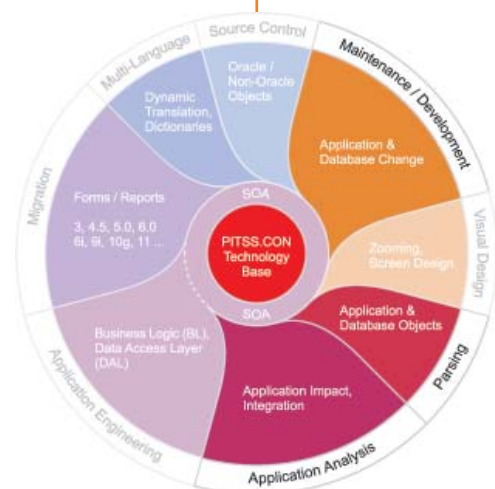 Source Control
Oracle /
Non-Oracle
Objects
Maintenance / Development
Application &
Database Change
Visual Design
Zooming,
Screen Design
Parsing
Application &
Database Objects
Application Analysis
Application Impact,
Integration
Application Engineering
Business Logic (BL),
Data Access Layer
(DAL)
Migration
Forms / Reports
3, 4.5, 5.0, 6.0
6i, 9i, 10g, 11 ...
Multi-Language
Dynamic
Translation,
Dictionaries
SOA
PITSS.CON
Technology
Base
SOA